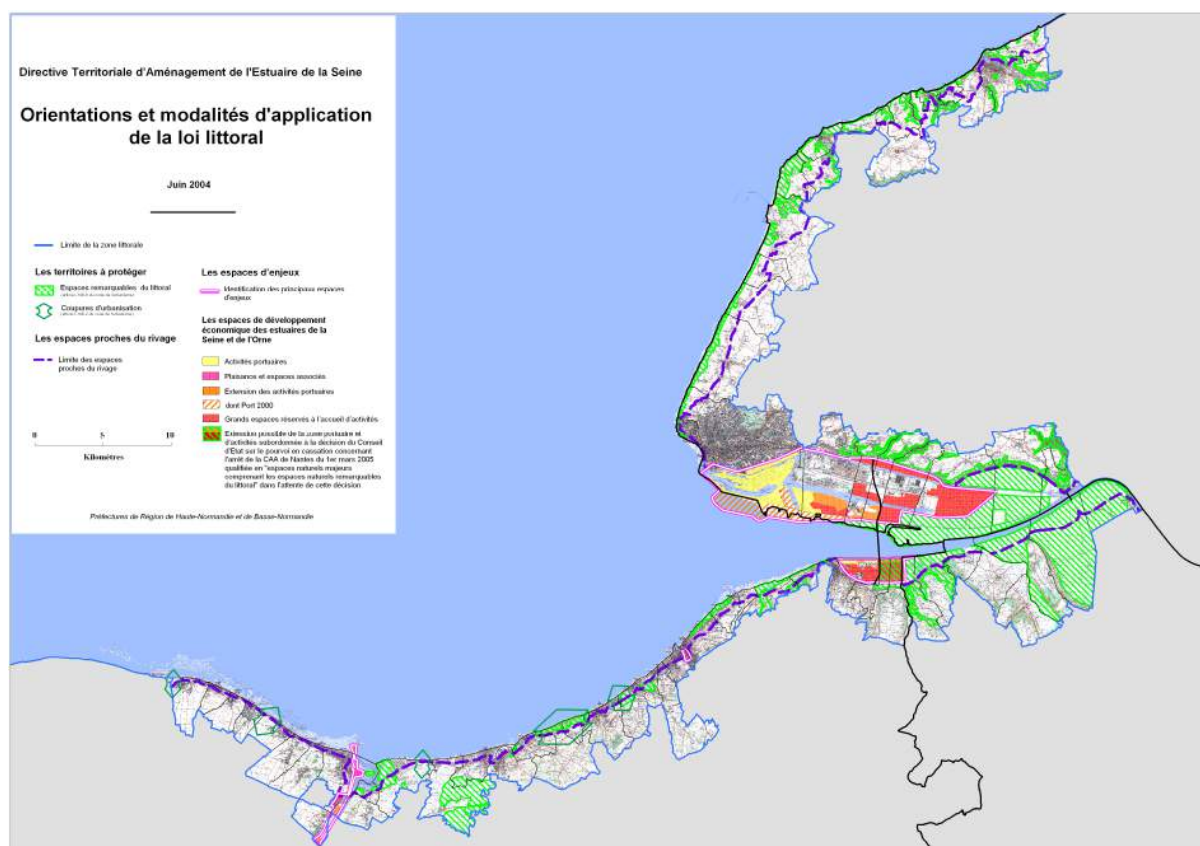 Directive Territoriale d'Aménagement de l'Estuaire de la Seine
Orientations et modalités d'application
de la loi littoral
Juin 2004
Limite de la zone littorale
Les territoires à protéger
Espaces remarquables du littoral
Coupures d'urbanisation
Les espaces proches du rivage
Limite des espaces
proches du rivage
0 5 10
Kilomètres
Les espaces d'enjeux
Identification des principaux espaces
d'enjeux
Les espaces de développement
économique des estuaires de la
Seine et de l'Orne
Activités portuaires
Plaisance et espaces associés
Extension des activités portuaires
dont Port 2000
Grands espaces réservés à l'accueil d'activités
Extension possible de la zone portuaire et
d'activités subordonnée à la décision du Conseil
d'Etat sur le pourvoi en cassation concernant
l'arrêt de la CAA de Nantes du 1er mars 2005
qualifiée en "espaces naturels majeurs
comprenant les espaces naturels remarquables
du littoral" dans l'attente de cette décision
Préfectures de Région de Haute-Normandie et de Basse-Normandie